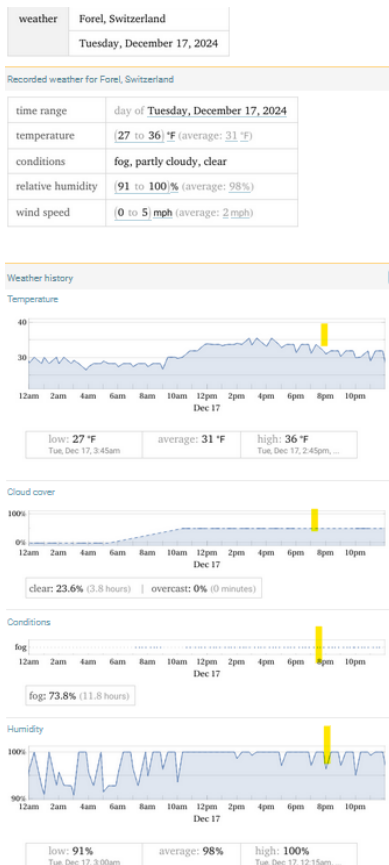 weather Forel, Switzerland
Tuesday, December 17, 2024
Recorded weather for Forel, Switzerland
time range day of Tuesday, December 17, 2024
temperature (27 to 36) °F (average: 31 °F)
conditions fog, partly cloudy, clear
relative humidity (91 to 100)% (average: 98%)
wind speed (0 to 5) mph (average: 2 mph)
Weather history
Temperature
40
30
12am 2am 4am 6am 8am 10am 12pm 2pm 4pm 6pm 8pm 10pm
Dec 17
low: 27 °F average: 31 °F high: 36 °F
Tue, Dec 17, 3:45am Tue, Dec 17, 2:45pm, ...
Cloud cover
100%
0%
12am 2am 4am 6am 8am 10am 12pm 2pm 4pm 6pm 8pm 10pm
Dec 17
clear: 23.6% (3.8 hours) | overcast: 0% (0 minutes)
Conditions
fog
12am 2am 4am 6am 8am 10am 12pm 2pm 4pm 6pm 8pm 10pm
Dec 17
fog: 73.8% (11.8 hours)
Humidity
100%
90%
12am 2am 4am 6am 8am 10am 12pm 2pm 4pm 6pm 8pm 10pm
Dec 17
low: 91% average: 98% high: 100%
Tue, Dec 17, 3:00am Tue, Dec 17, 12:15am, ...